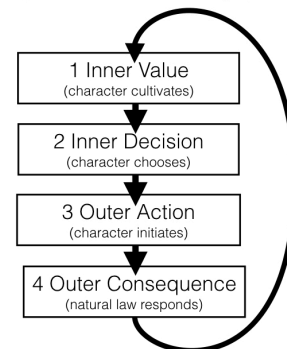 1 Inner Value
(character cultivates)
2 Inner Decision
(character chooses)
3 Outer Action
(character initiates)
4 Outer Consequence
(natural law responds)